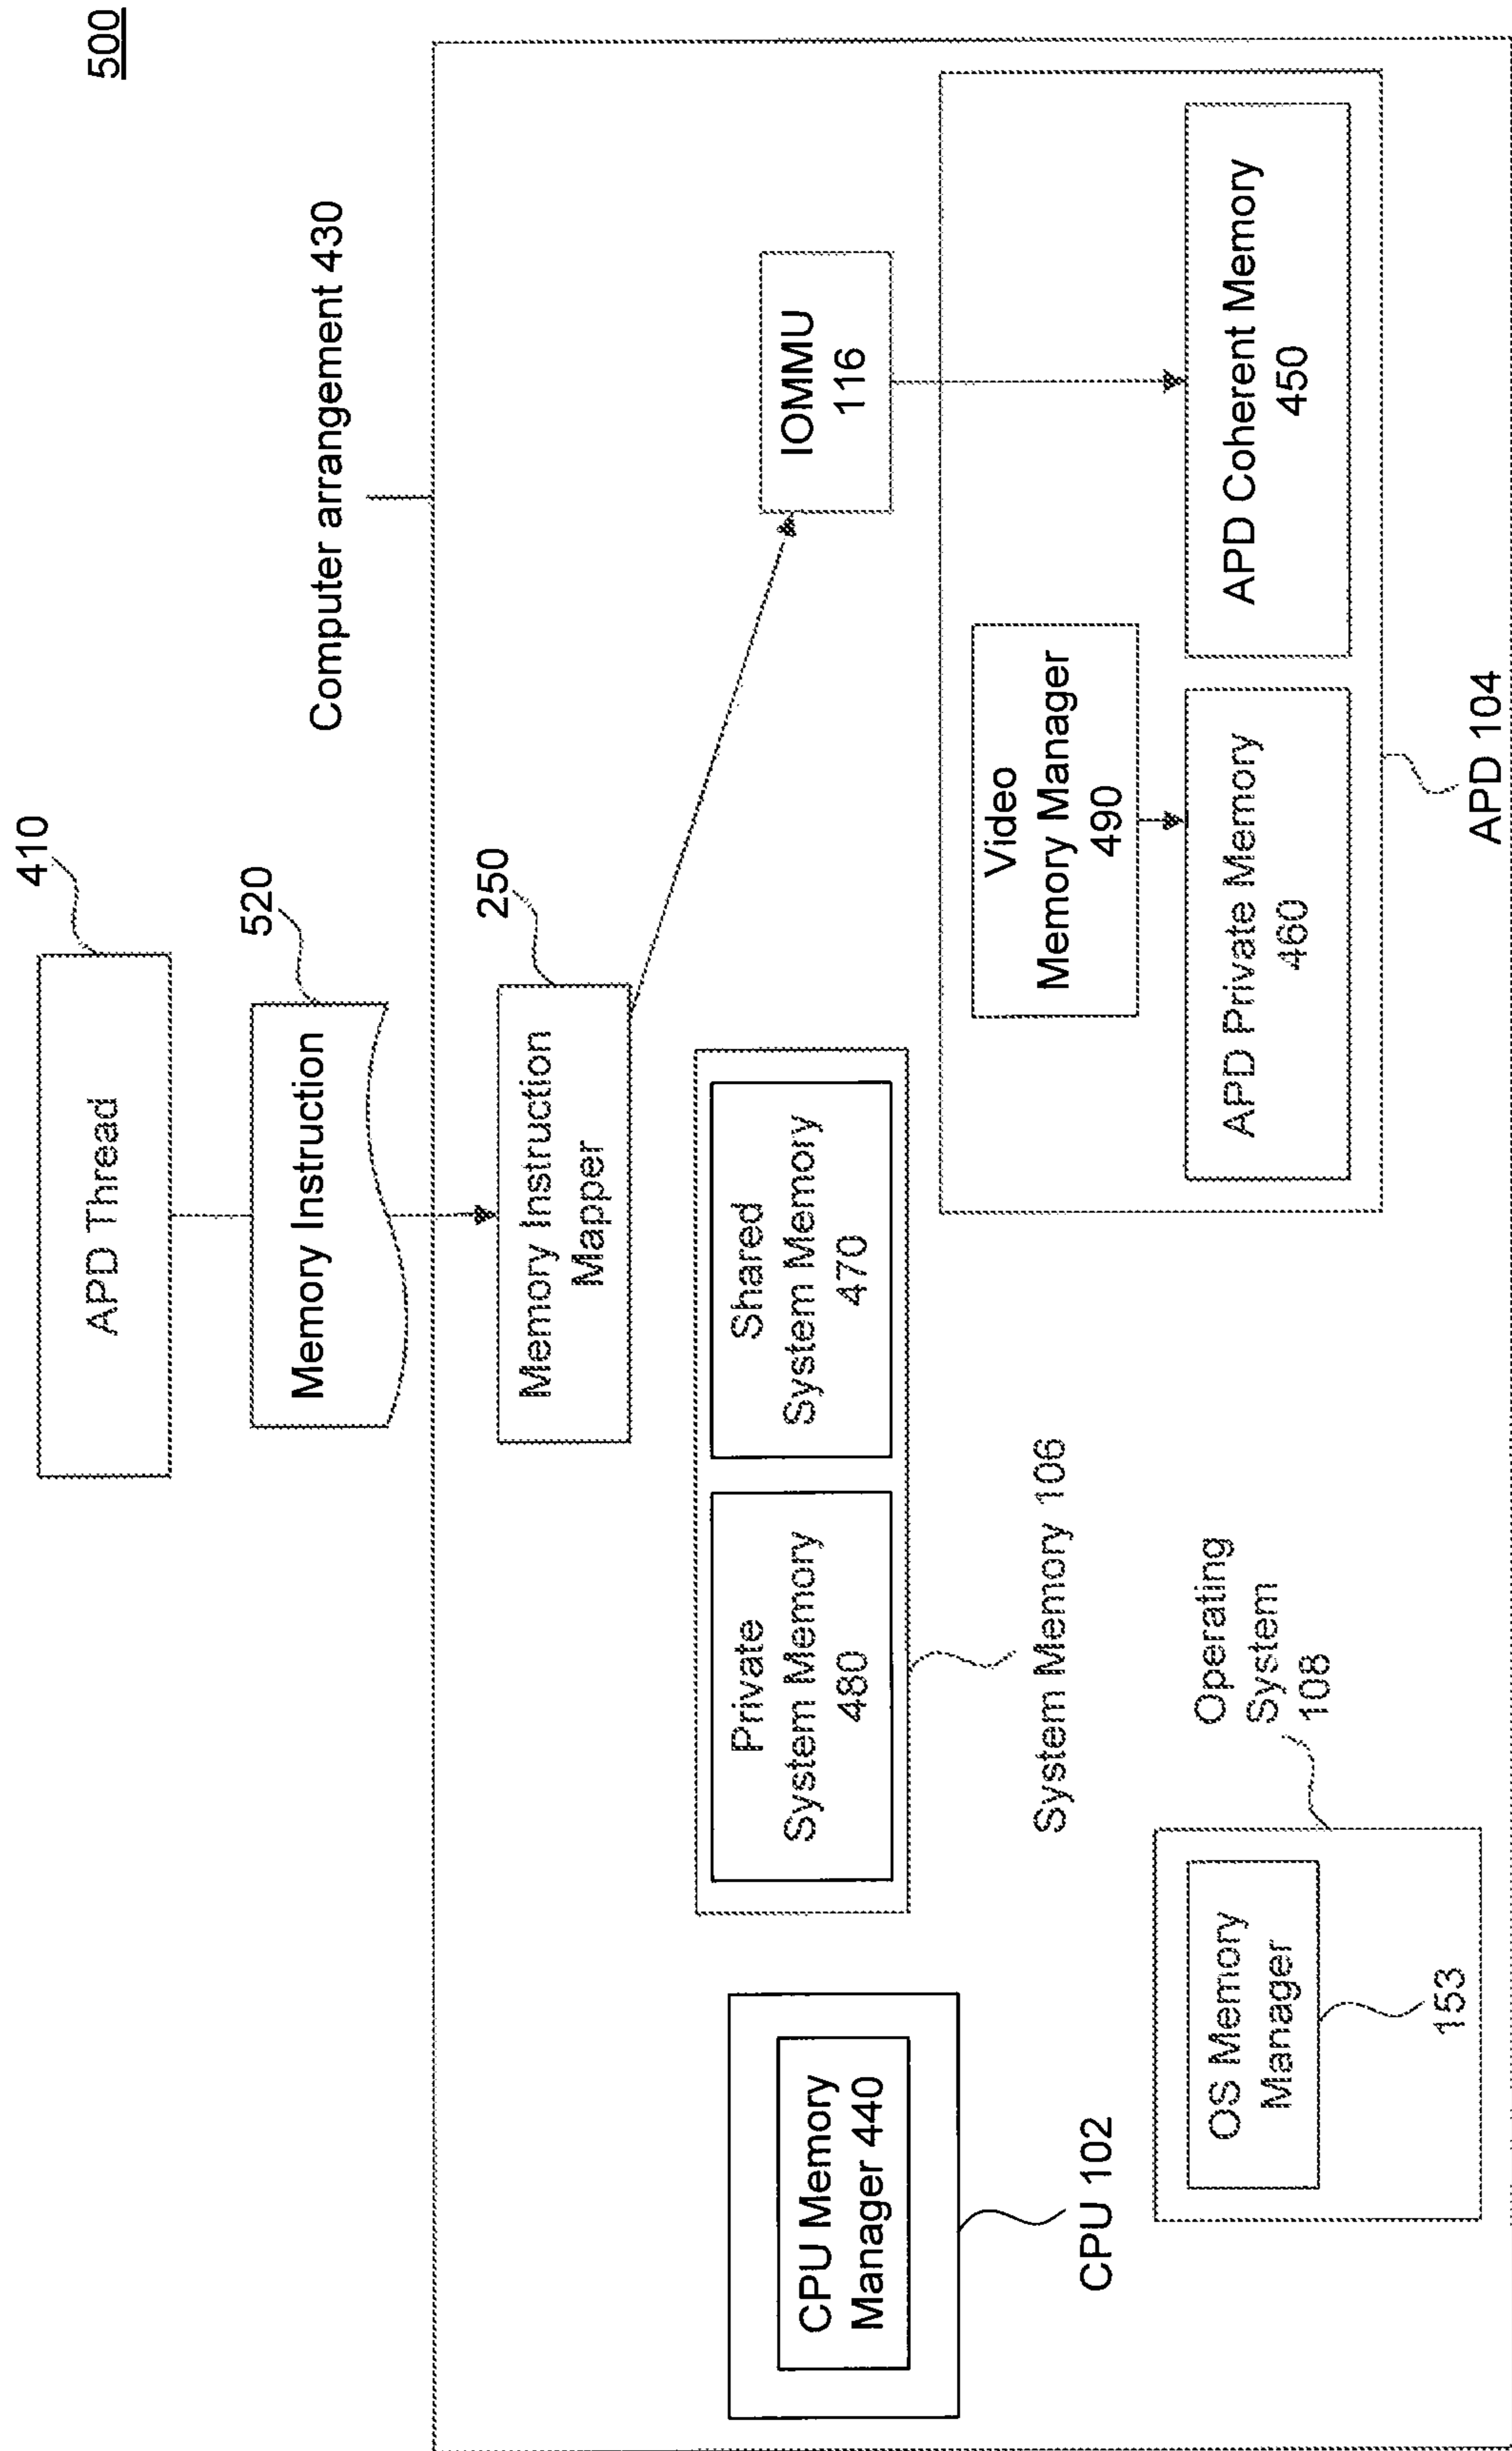 500
410
APD Thread
520
Memory Instruction
Computer arrangement 430
250
Memory Instruction
Mapper
IOMMU
116
CPU Memory
Manager 440
CPU 102
Private
System Memory
480
Shared
System Memory
470
System Memory 106
Video
Memory Manager
490
APD Private Memory
460
APD Coherent Memory
450
APD 104
OS Memory
Manager
153
Operating
System
108